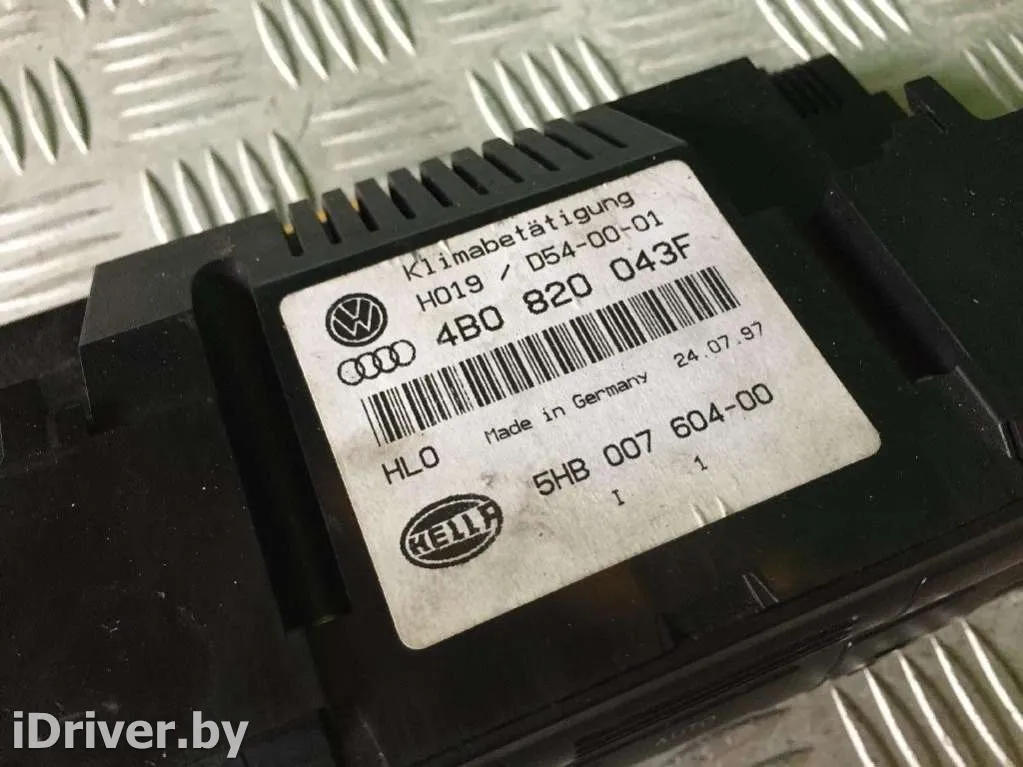 Klimabetätigung
H019 / D54-00-01
4B0 820 043F
Made in Germany 24.07.97
HLO 5HB 007 604-00
I 1
HELLA
iDriver.by